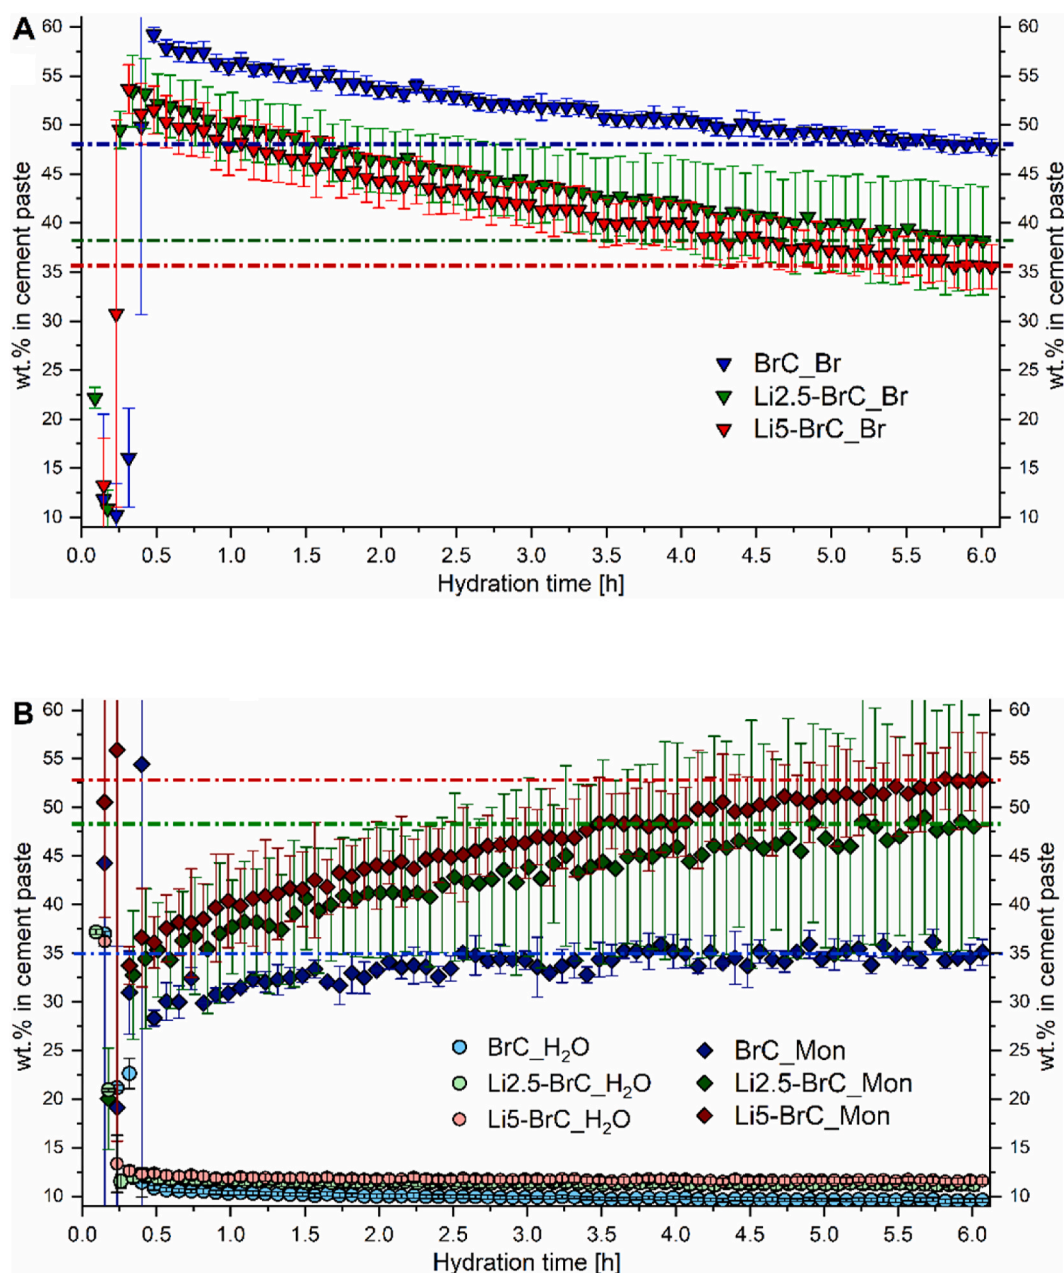 A
60
55
50
45
40
35
30
25
20
15
10
wt.% in cement paste
60
55
50
45
40
35
30
25
20
15
10
wt.% in cement paste
BrC_Br
Li2.5-BrC_Br
Li5-BrC_Br
0.0 0.5 1.0 1.5 2.0 2.5 3.0 3.5 4.0 4.5 5.0 5.5 6.0
Hydration time [h]
B
60
55
50
45
40
35
30
25
20
15
10
wt.% in cement paste
60
55
50
45
40
35
30
25
20
15
10
wt.% in cement paste
BrC_H₂O
Li2.5-BrC_H₂O
Li5-BrC_H₂O
BrC_Mon
Li2.5-BrC_Mon
Li5-BrC_Mon
0.0 0.5 1.0 1.5 2.0 2.5 3.0 3.5 4.0 4.5 5.0 5.5 6.0
Hydration time [h]